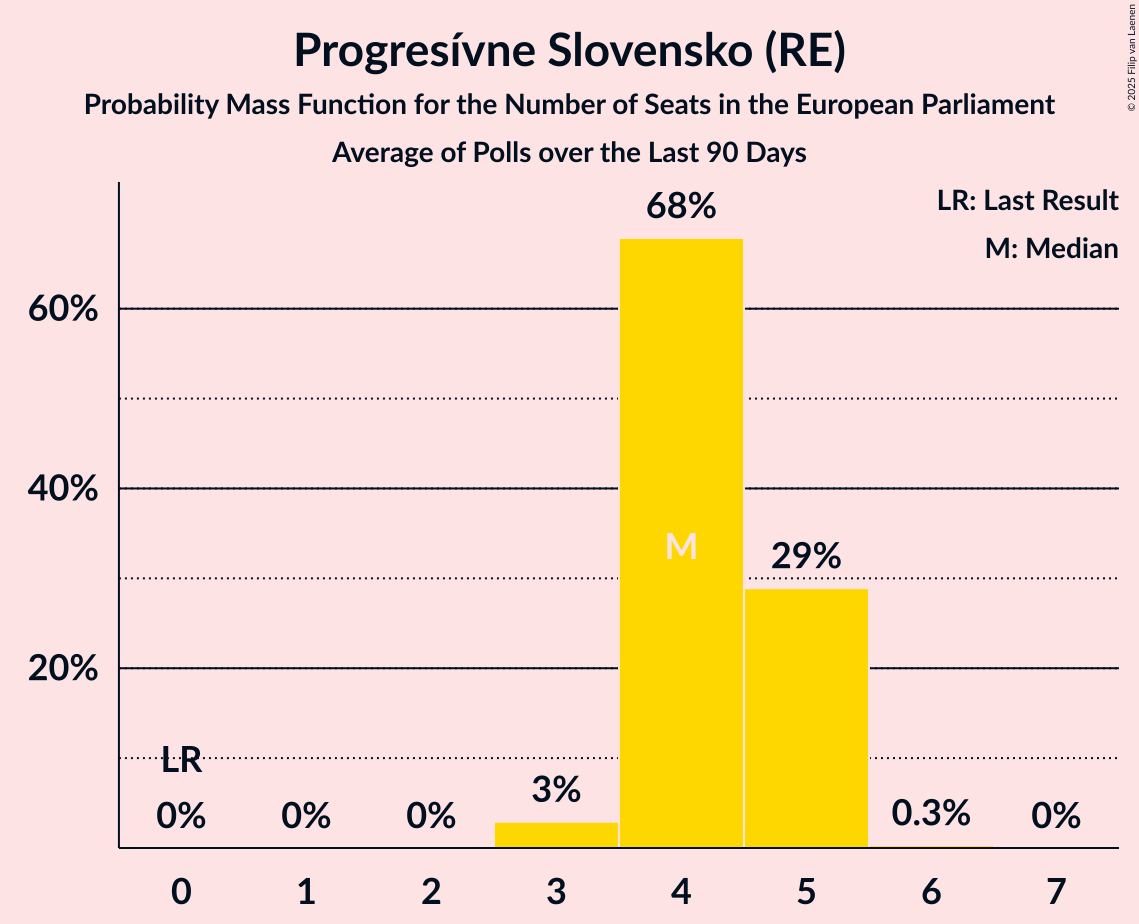 Progresívne Slovensko (RE)
Probability Mass Function for the Number of Seats in the European Parliament
Average of Polls over the Last 90 Days
© 2025 Filip van Laenen
LR: Last Result
M: Median
68%
60%
40%
M
29%
20%
LR
3%
0%
0%
0%
0.3%
0%
0 1 2 3 4 5 6 7